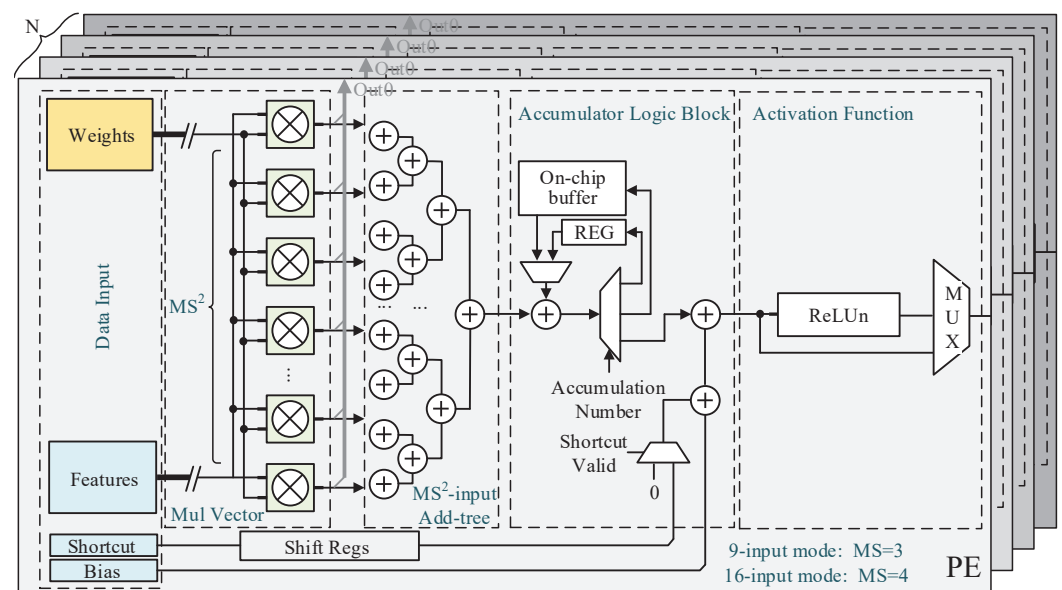 N
Out0
Out0
Out0
Out0
Weights
Accumulator Logic Block
Activation Function
On-chip
buffer
REG
Data Input
MS²
... ...
ReLUn
MUX
Accumulation
Number
Shortcut
Valid
0
Features
Mul Vector
MS²-input
Add-tree
Shortcut
Shift Regs
Bias
9-input mode: MS=3
16-input mode: MS=4
PE